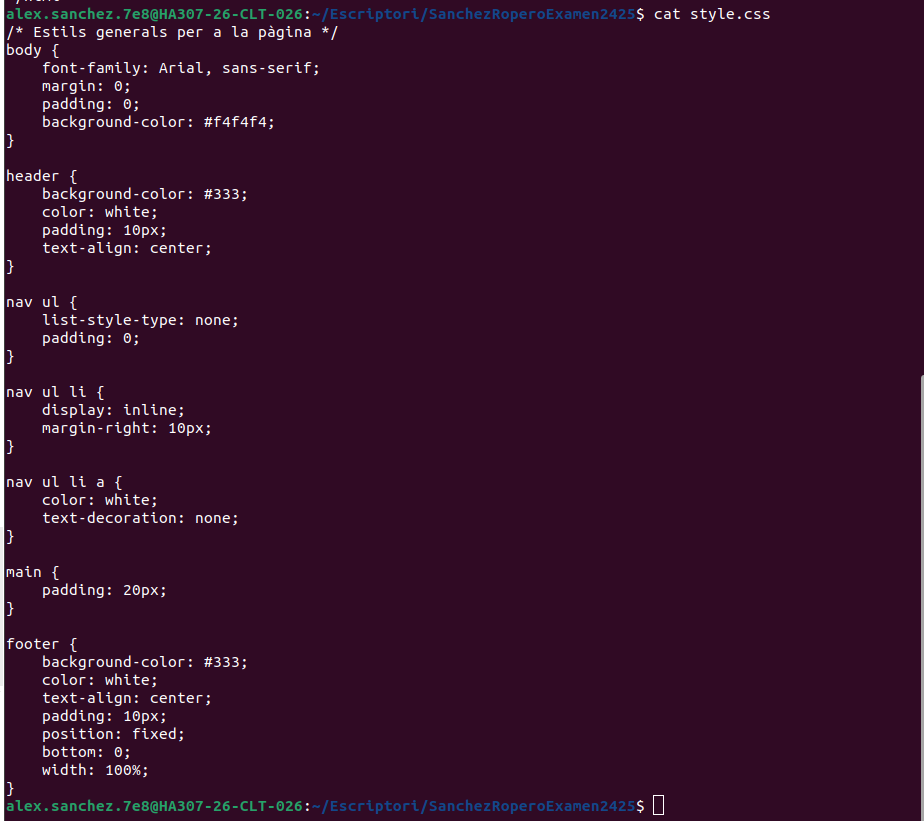 alex.sanchez.7e8@HA307-26-CLT-026:~/Escriptori/SanchezRoperoExamen2425$ cat style.css
/* Estils generals per a la pàgina */
body {
    font-family: Arial, sans-serif;
    margin: 0;
    padding: 0;
    background-color: #f4f4f4;
}

header {
    background-color: #333;
    color: white;
    padding: 10px;
    text-align: center;
}

nav ul {
    list-style-type: none;
    padding: 0;
}

nav ul li {
    display: inline;
    margin-right: 10px;
}

nav ul li a {
    color: white;
    text-decoration: none;
}

main {
    padding: 20px;
}

footer {
    background-color: #333;
    color: white;
    text-align: center;
    padding: 10px;
    position: fixed;
    bottom: 0;
    width: 100%;
}
alex.sanchez.7e8@HA307-26-CLT-026:~/Escriptori/SanchezRoperoExamen2425$